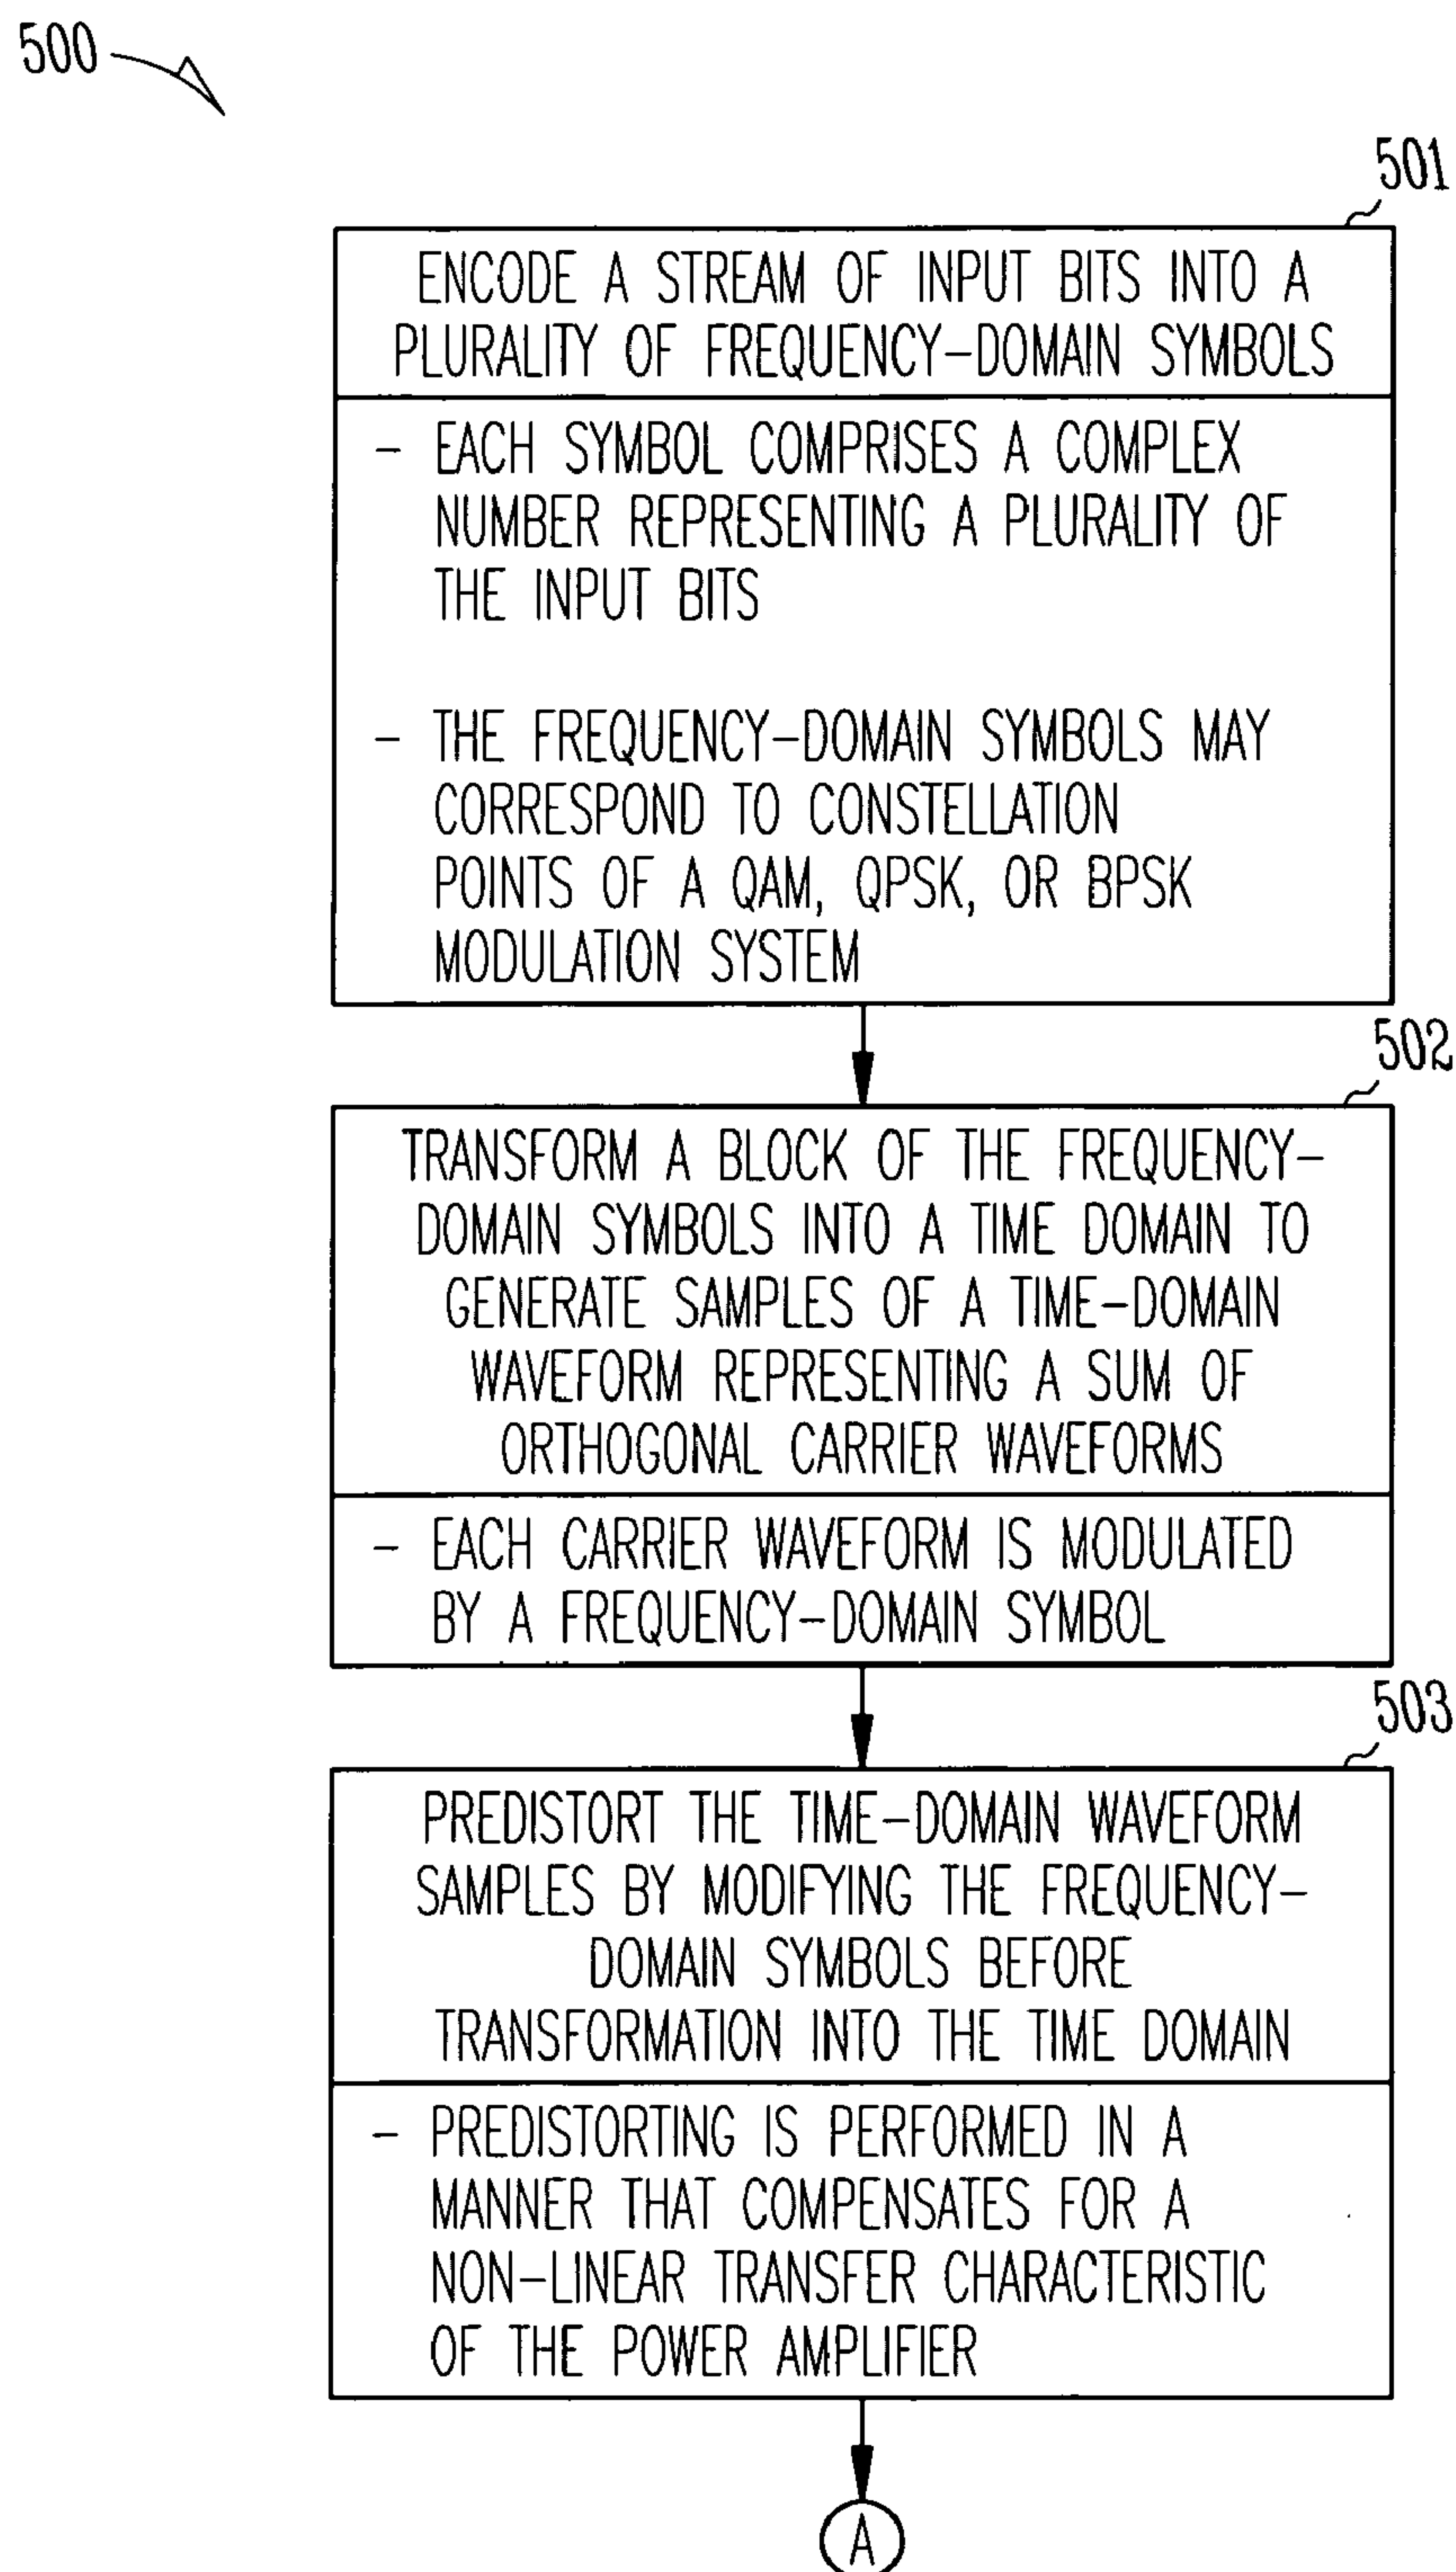 500
501
ENCODE A STREAM OF INPUT BITS INTO A
PLURALITY OF FREQUENCY-DOMAIN SYMBOLS
- EACH SYMBOL COMPRISES A COMPLEX
NUMBER REPRESENTING A PLURALITY OF
THE INPUT BITS
- THE FREQUENCY-DOMAIN SYMBOLS MAY
CORRESPOND TO CONSTELLATION
POINTS OF A QAM, QPSK, OR BPSK
MODULATION SYSTEM
502
TRANSFORM A BLOCK OF THE FREQUENCY-
DOMAIN SYMBOLS INTO A TIME DOMAIN TO
GENERATE SAMPLES OF A TIME-DOMAIN
WAVEFORM REPRESENTING A SUM OF
ORTHOGONAL CARRIER WAVEFORMS
- EACH CARRIER WAVEFORM IS MODULATED
BY A FREQUENCY-DOMAIN SYMBOL
503
PREDISTORT THE TIME-DOMAIN WAVEFORM
SAMPLES BY MODIFYING THE FREQUENCY-
DOMAIN SYMBOLS BEFORE
TRANSFORMATION INTO THE TIME DOMAIN
- PREDISTORTING IS PERFORMED IN A
MANNER THAT COMPENSATES FOR A
NON-LINEAR TRANSFER CHARACTERISTIC
OF THE POWER AMPLIFIER
A